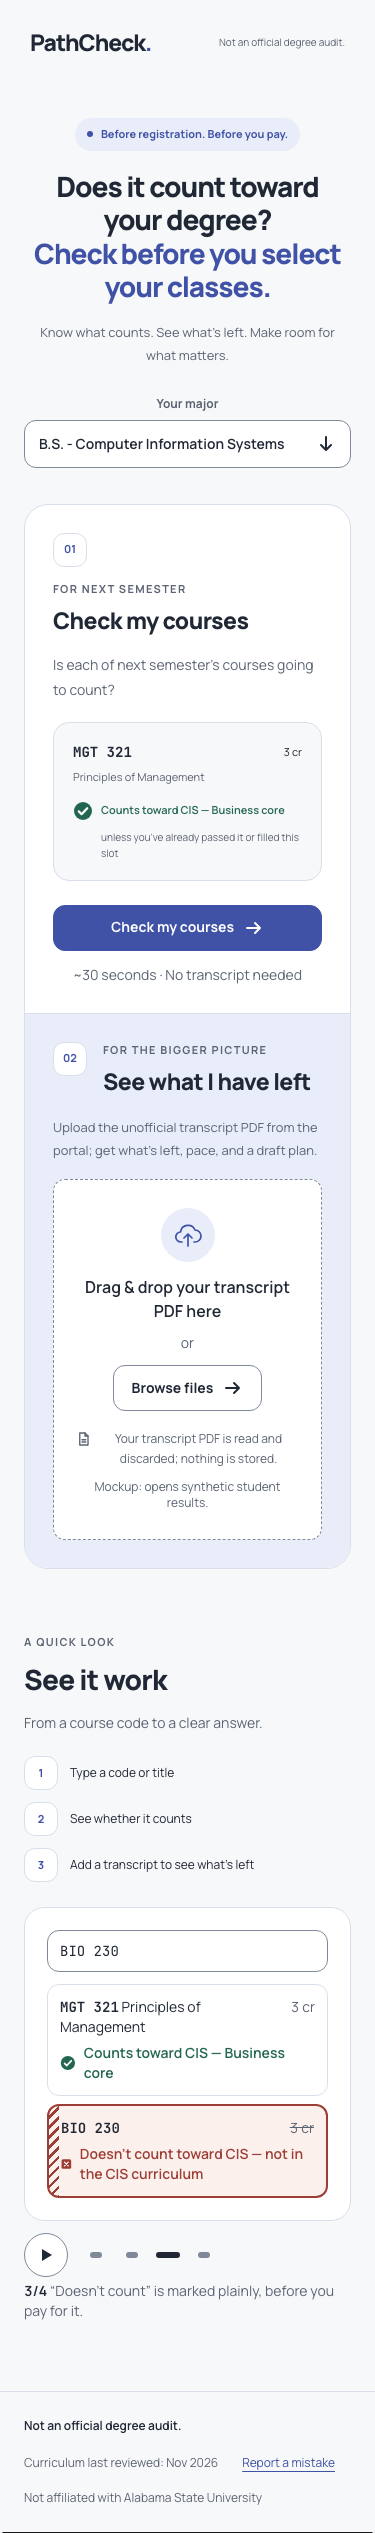 PathCheck.
Not an official degree audit.
Before registration. Before you pay.
Does it count toward
your degree?
Check before you select
your classes.
Know what counts. See what's left. Make room for
what matters.
Your major
B.S. - Computer Information Systems
01
FOR NEXT SEMESTER
Check my courses
Is each of next semester's courses going
to count?
MGT 321
3 cr
Principles of Management
Counts toward CIS — Business core
unless you've already passed it or filled this
slot
Check my courses
~30 seconds · No transcript needed
02
FOR THE BIGGER PICTURE
See what I have left
Upload the unofficial transcript PDF from the
portal; get what's left, pace, and a draft plan.
Drag & drop your transcript
PDF here
or
Browse files
Your transcript PDF is read and
discarded; nothing is stored.
Mockup: opens synthetic student
results.
A QUICK LOOK
See it work
From a course code to a clear answer.
1
Type a code or title
2
See whether it counts
3
Add a transcript to see what's left
BIO 230
MGT 321 Principles of
Management
3 cr
Counts toward CIS — Business
core
BIO 230
3 cr
Doesn't count toward CIS — not in
the CIS curriculum
3/4 “Doesn't count” is marked plainly, before you
pay for it.
Not an official degree audit.
Curriculum last reviewed: Nov 2026
Report a mistake
Not affiliated with Alabama State University